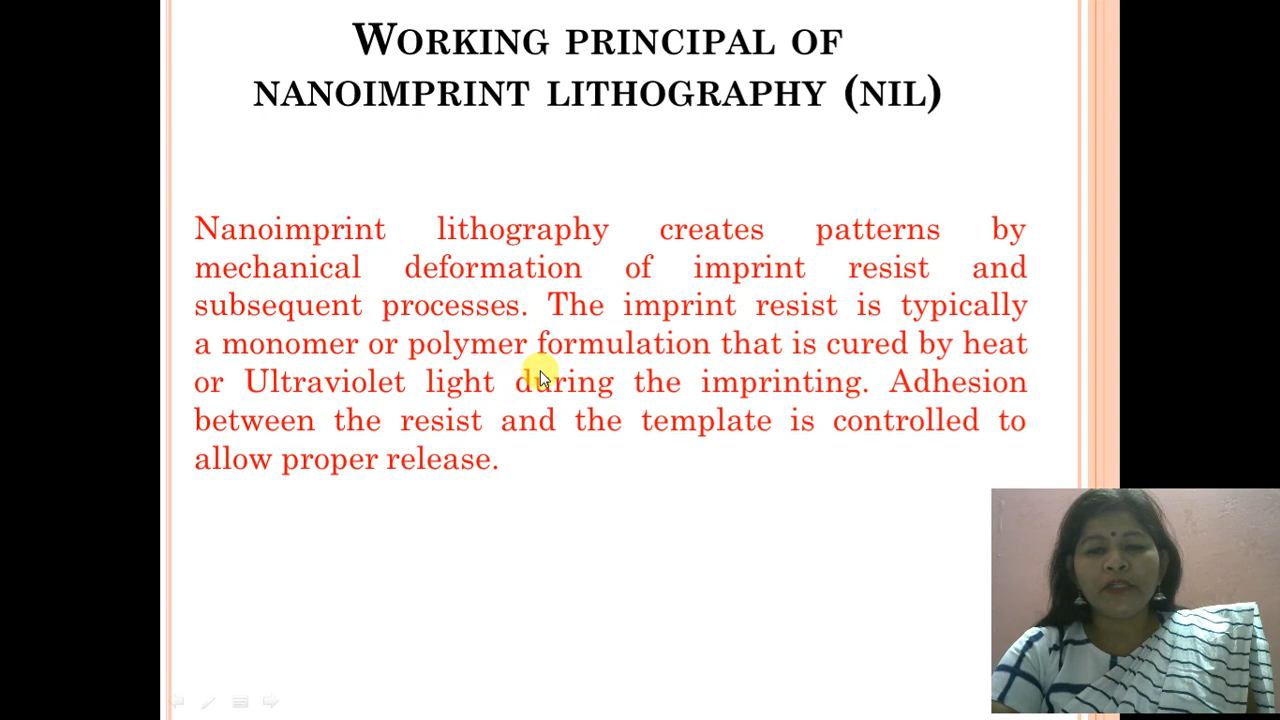 WORKING PRINCIPAL OF
NANOIMPRINT LITHOGRAPHY (NIL)
Nanoimprint lithography creates patterns by
mechanical deformation of imprint resist and
subsequent processes. The imprint resist is typically
a monomer or polymer formulation that is cured by heat
or Ultraviolet light during the imprinting. Adhesion
between the resist and the template is controlled to
allow proper release.